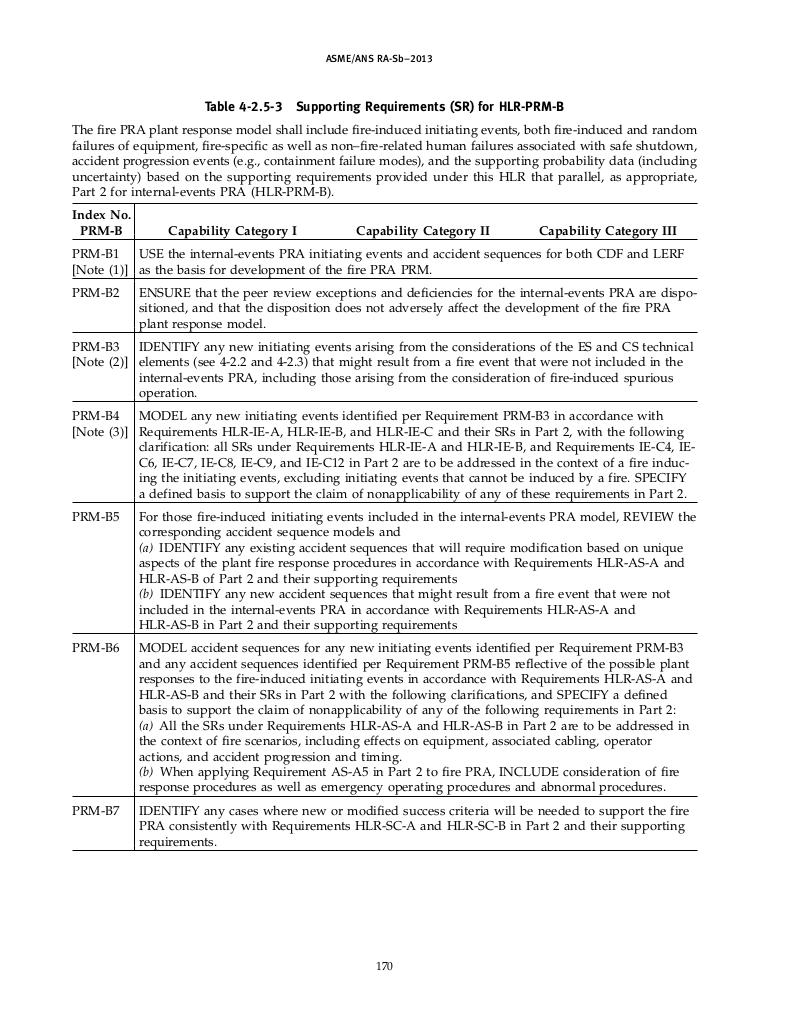 ASME/ANS RA-Sb–2013
Table 4-2.5-3 Supporting Requirements (SR) for HLR-PRM-B
The fire PRA plant response model shall include fire-induced initiating events, both fire-induced and random
failures of equipment, fire-specific as well as non–fire-related human failures associated with safe shutdown,
accident progression events (e.g., containment failure modes), and the supporting probability data (including
uncertainty) based on the supporting requirements provided under this HLR that parallel, as appropriate,
Part 2 for internal-events PRA (HLR-PRM-B).
Index No.
PRM-B Capability Category I Capability Category II Capability Category III
PRM-B1 USE the internal-events PRA initiating events and accident sequences for both CDF and LERF
[Note (1)] as the basis for development of the fire PRA PRM.
PRM-B2 ENSURE that the peer review exceptions and deficiencies for the internal-events PRA are dispo-
sitioned, and that the disposition does not adversely affect the development of the fire PRA
plant response model.
PRM-B3 IDENTIFY any new initiating events arising from the considerations of the ES and CS technical
[Note (2)] elements (see 4-2.2 and 4-2.3) that might result from a fire event that were not included in the
internal-events PRA, including those arising from the consideration of fire-induced spurious
operation.
PRM-B4 MODEL any new initiating events identified per Requirement PRM-B3 in accordance with
[Note (3)] Requirements HLR-IE-A, HLR-IE-B, and HLR-IE-C and their SRs in Part 2, with the following
clarification: all SRs under Requirements HLR-IE-A and HLR-IE-B, and Requirements IE-C4, IE-
C6, IE-C7, IE-C8, IE-C9, and IE-C12 in Part 2 are to be addressed in the context of a fire induc-
ing the initiating events, excluding initiating events that cannot be induced by a fire. SPECIFY
a defined basis to support the claim of nonapplicability of any of these requirements in Part 2.
PRM-B5 For those fire-induced initiating events included in the internal-events PRA model, REVIEW the
corresponding accident sequence models and
(a) IDENTIFY any existing accident sequences that will require modification based on unique
aspects of the plant fire response procedures in accordance with Requirements HLR-AS-A and
HLR-AS-B of Part 2 and their supporting requirements
(b) IDENTIFY any new accident sequences that might result from a fire event that were not
included in the internal-events PRA in accordance with Requirements HLR-AS-A and
HLR-AS-B in Part 2 and their supporting requirements
PRM-B6 MODEL accident sequences for any new initiating events identified per Requirement PRM-B3
and any accident sequences identified per Requirement PRM-B5 reflective of the possible plant
responses to the fire-induced initiating events in accordance with Requirements HLR-AS-A and
HLR-AS-B and their SRs in Part 2 with the following clarifications, and SPECIFY a defined
basis to support the claim of nonapplicability of any of the following requirements in Part 2:
(a) All the SRs under Requirements HLR-AS-A and HLR-AS-B in Part 2 are to be addressed in
the context of fire scenarios, including effects on equipment, associated cabling, operator
actions, and accident progression and timing.
(b) When applying Requirement AS-A5 in Part 2 to fire PRA, INCLUDE consideration of fire
response procedures as well as emergency operating procedures and abnormal procedures.
PRM-B7 IDENTIFY any cases where new or modified success criteria will be needed to support the fire
PRA consistently with Requirements HLR-SC-A and HLR-SC-B in Part 2 and their supporting
requirements.
170